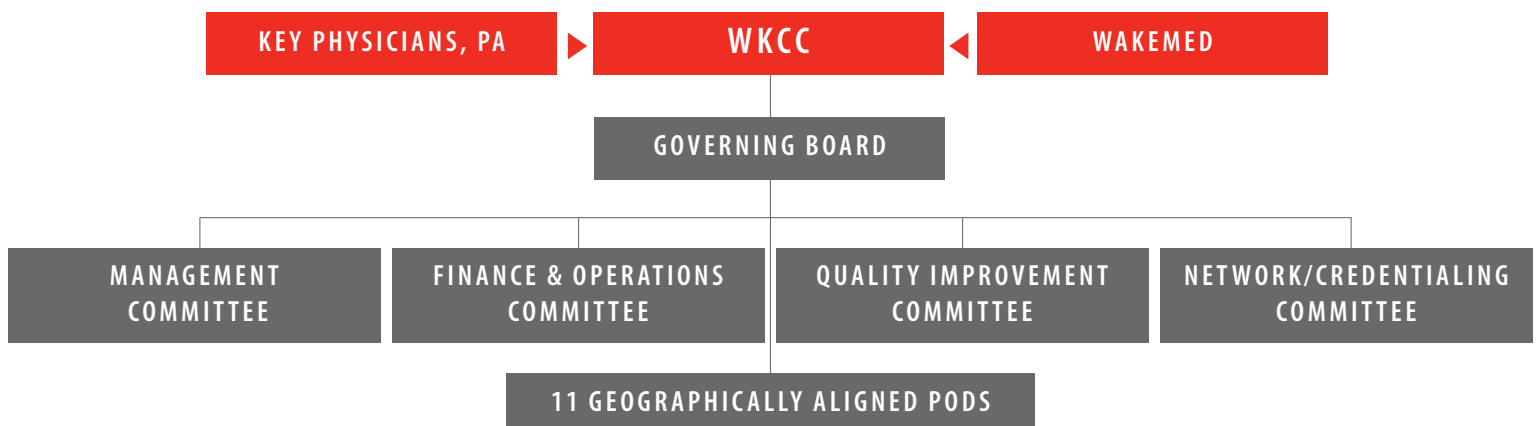 KEY PHYSICIANS, PA
WKCC
WAKEMED
GOVERNING BOARD
MANAGEMENT
COMMITTEE
FINANCE & OPERATIONS
COMMITTEE
QUALITY IMPROVEMENT
COMMITTEE
NETWORK/CREDENTIALING
COMMITTEE
11 GEOGRAPHICALLY ALIGNED PODS